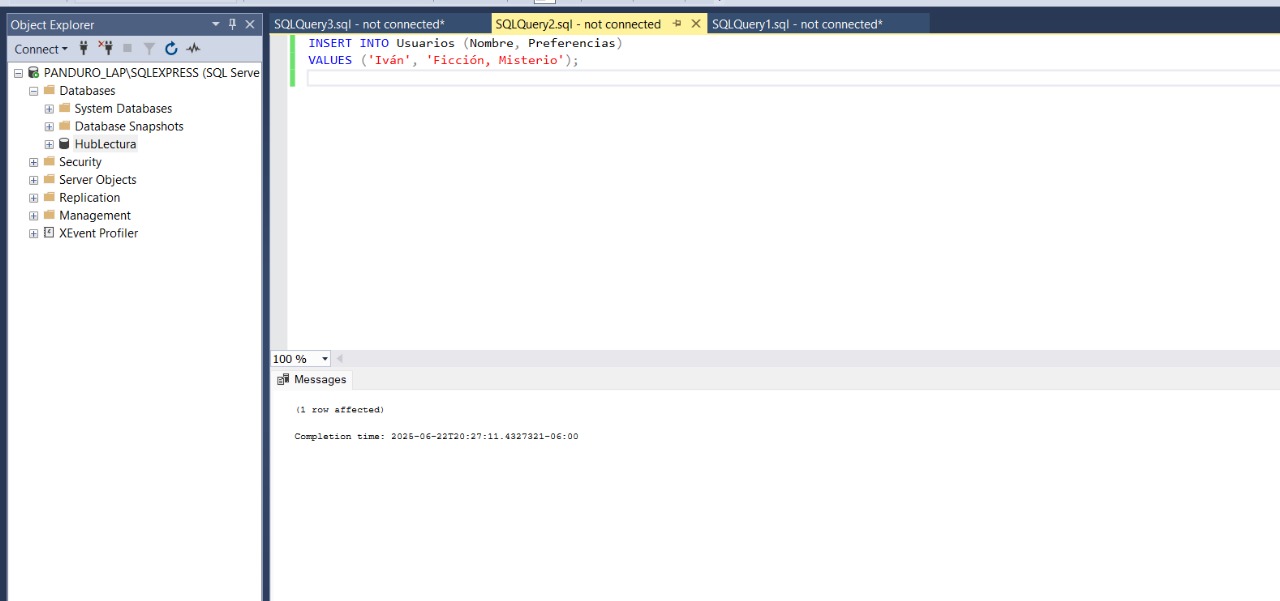 Object Explorer
Connect
PANDURO_LAP\SQLEXPRESS (SQL Serve
Databases
System Databases
Database Snapshots
HubLectura
Security
Server Objects
Replication
Management
XEvent Profiler
SQLQuery3.sql - not connected*
SQLQuery2.sql - not connected
SQLQuery1.sql - not connected*
INSERT INTO Usuarios (Nombre, Preferencias)
VALUES ('Iván', 'Ficción, Misterio');
100 %
Messages
(1 row affected)
Completion time: 2025-06-22T20:27:11.4327321-06:00